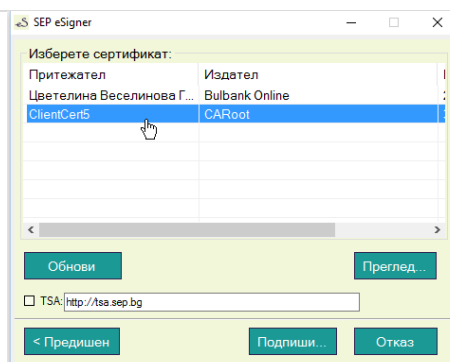 SEP eSigner
Изберете сертификат:
Притежател Издател
Цветелина Веселинова Г... Bulbank Online
ClientCert5 CARoot
Обнови Преглед...
TSA: http://tsa.sep.bg
< Предишен Подпиши... Отказ